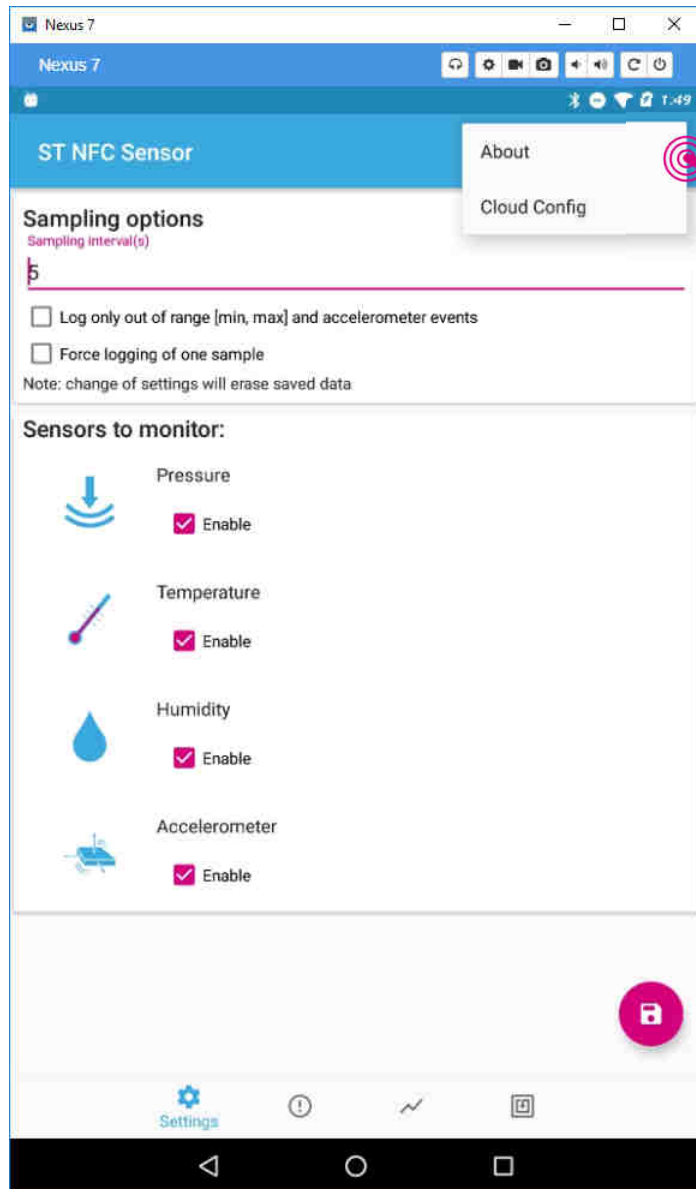 Nexus 7
Nexus 7
1:49
ST NFC Sensor
About
Cloud Config
Sampling options
Sampling interval(s)
5
Log only out of range [min, max] and accelerometer events
Force logging of one sample
Note: change of settings will erase saved data
Sensors to monitor:
Pressure
Enable
Temperature
Enable
Humidity
Enable
Accelerometer
Enable
Settings